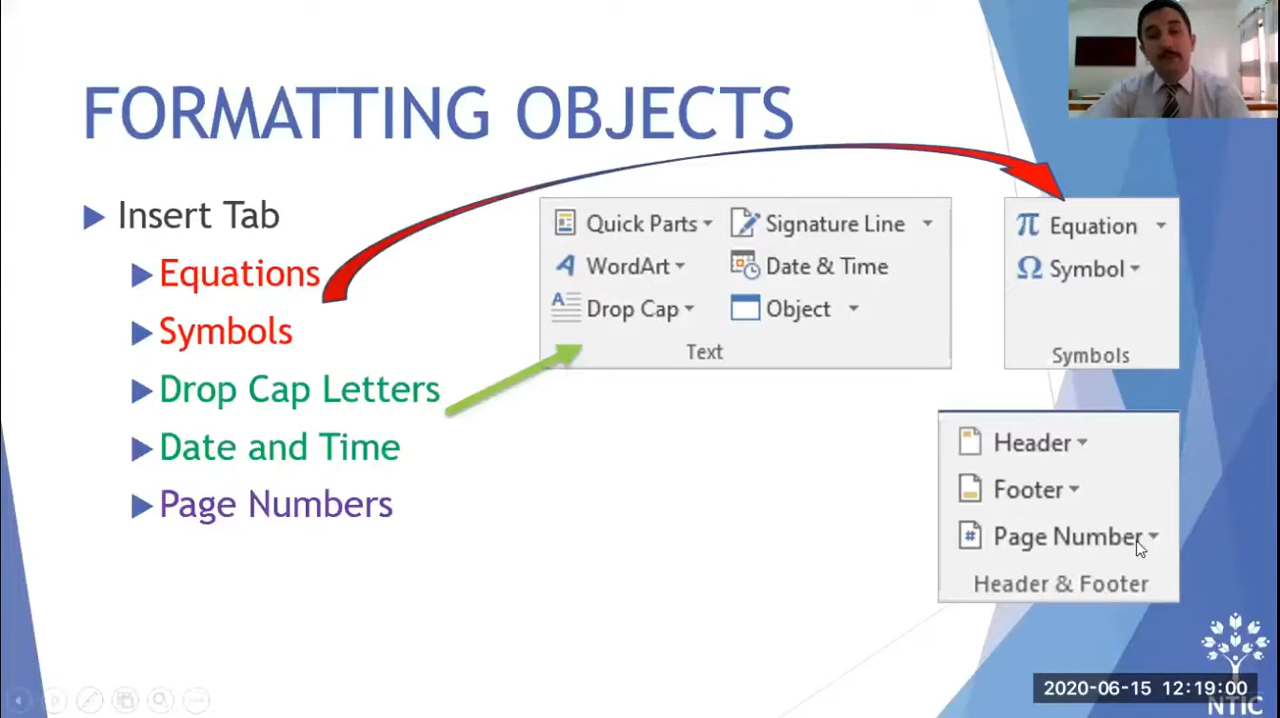 FORMATTING OBJECTS
Insert Tab
Equations
Symbols
Drop Cap Letters
Date and Time
Page Numbers
Quick Parts
Signature Line
WordArt
Date & Time
Drop Cap
Object
Text
Equation
Symbol
Symbols
Header
Footer
Page Number
Header & Footer
2020-06-15 12:19:00
NTIC